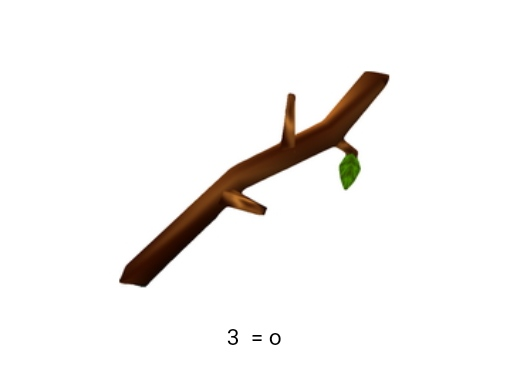 3 = o